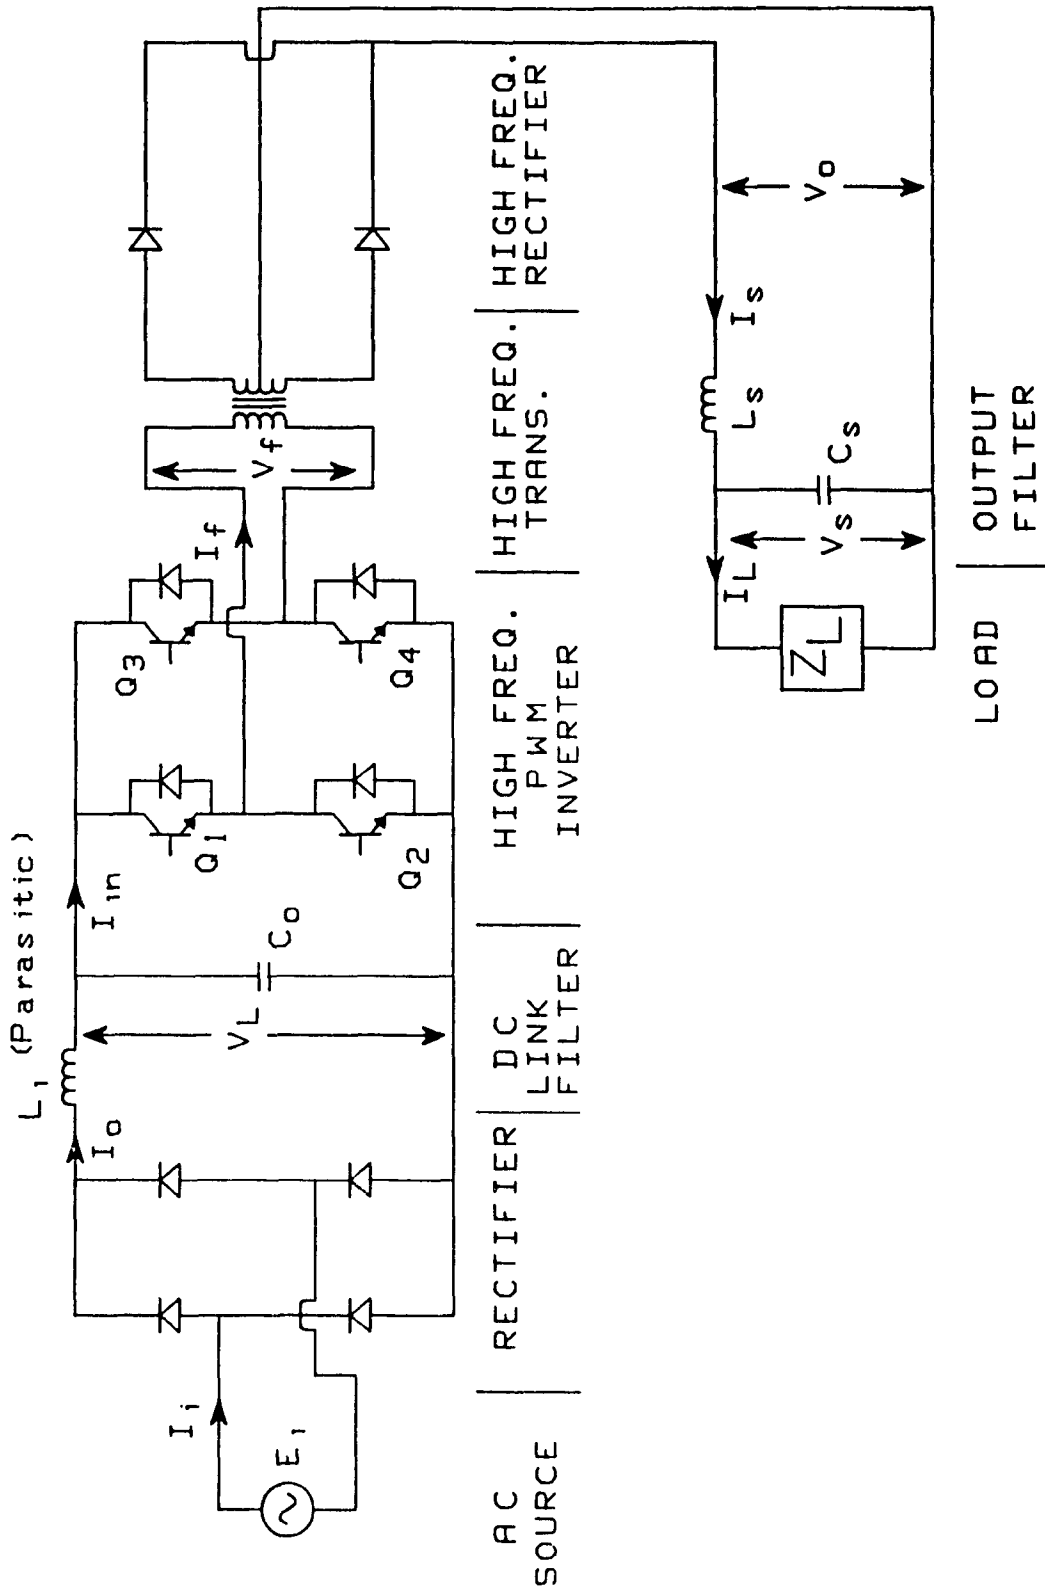 L1 (Parasitic)
Ii
E1
Io
VL
Co
Iin
Q1
Q2
Q3
Q4
If
Vf
AC
SOURCE
RECTIFIER
DC
LINK
FILTER
HIGH FREQ.
PWM
INVERTER
HIGH FREQ.
TRANS.
HIGH FREQ.
RECTIFIER
ZL
IL
Vs
Cs
Ls
Is
Vo
LOAD
OUTPUT
FILTER